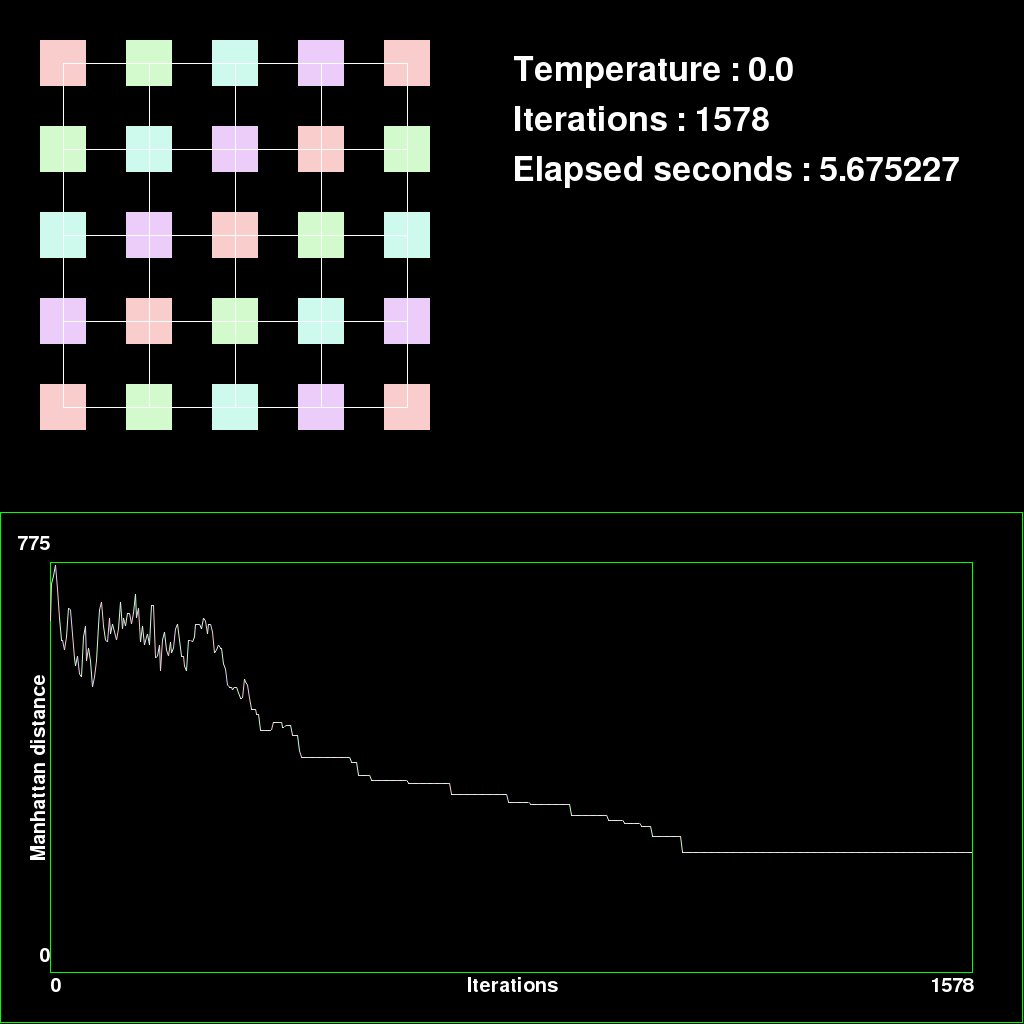 Temperature : 0.0
Iterations : 1578
Elapsed seconds : 5.675227
775
Manhattan distance
0
0
Iterations
1578